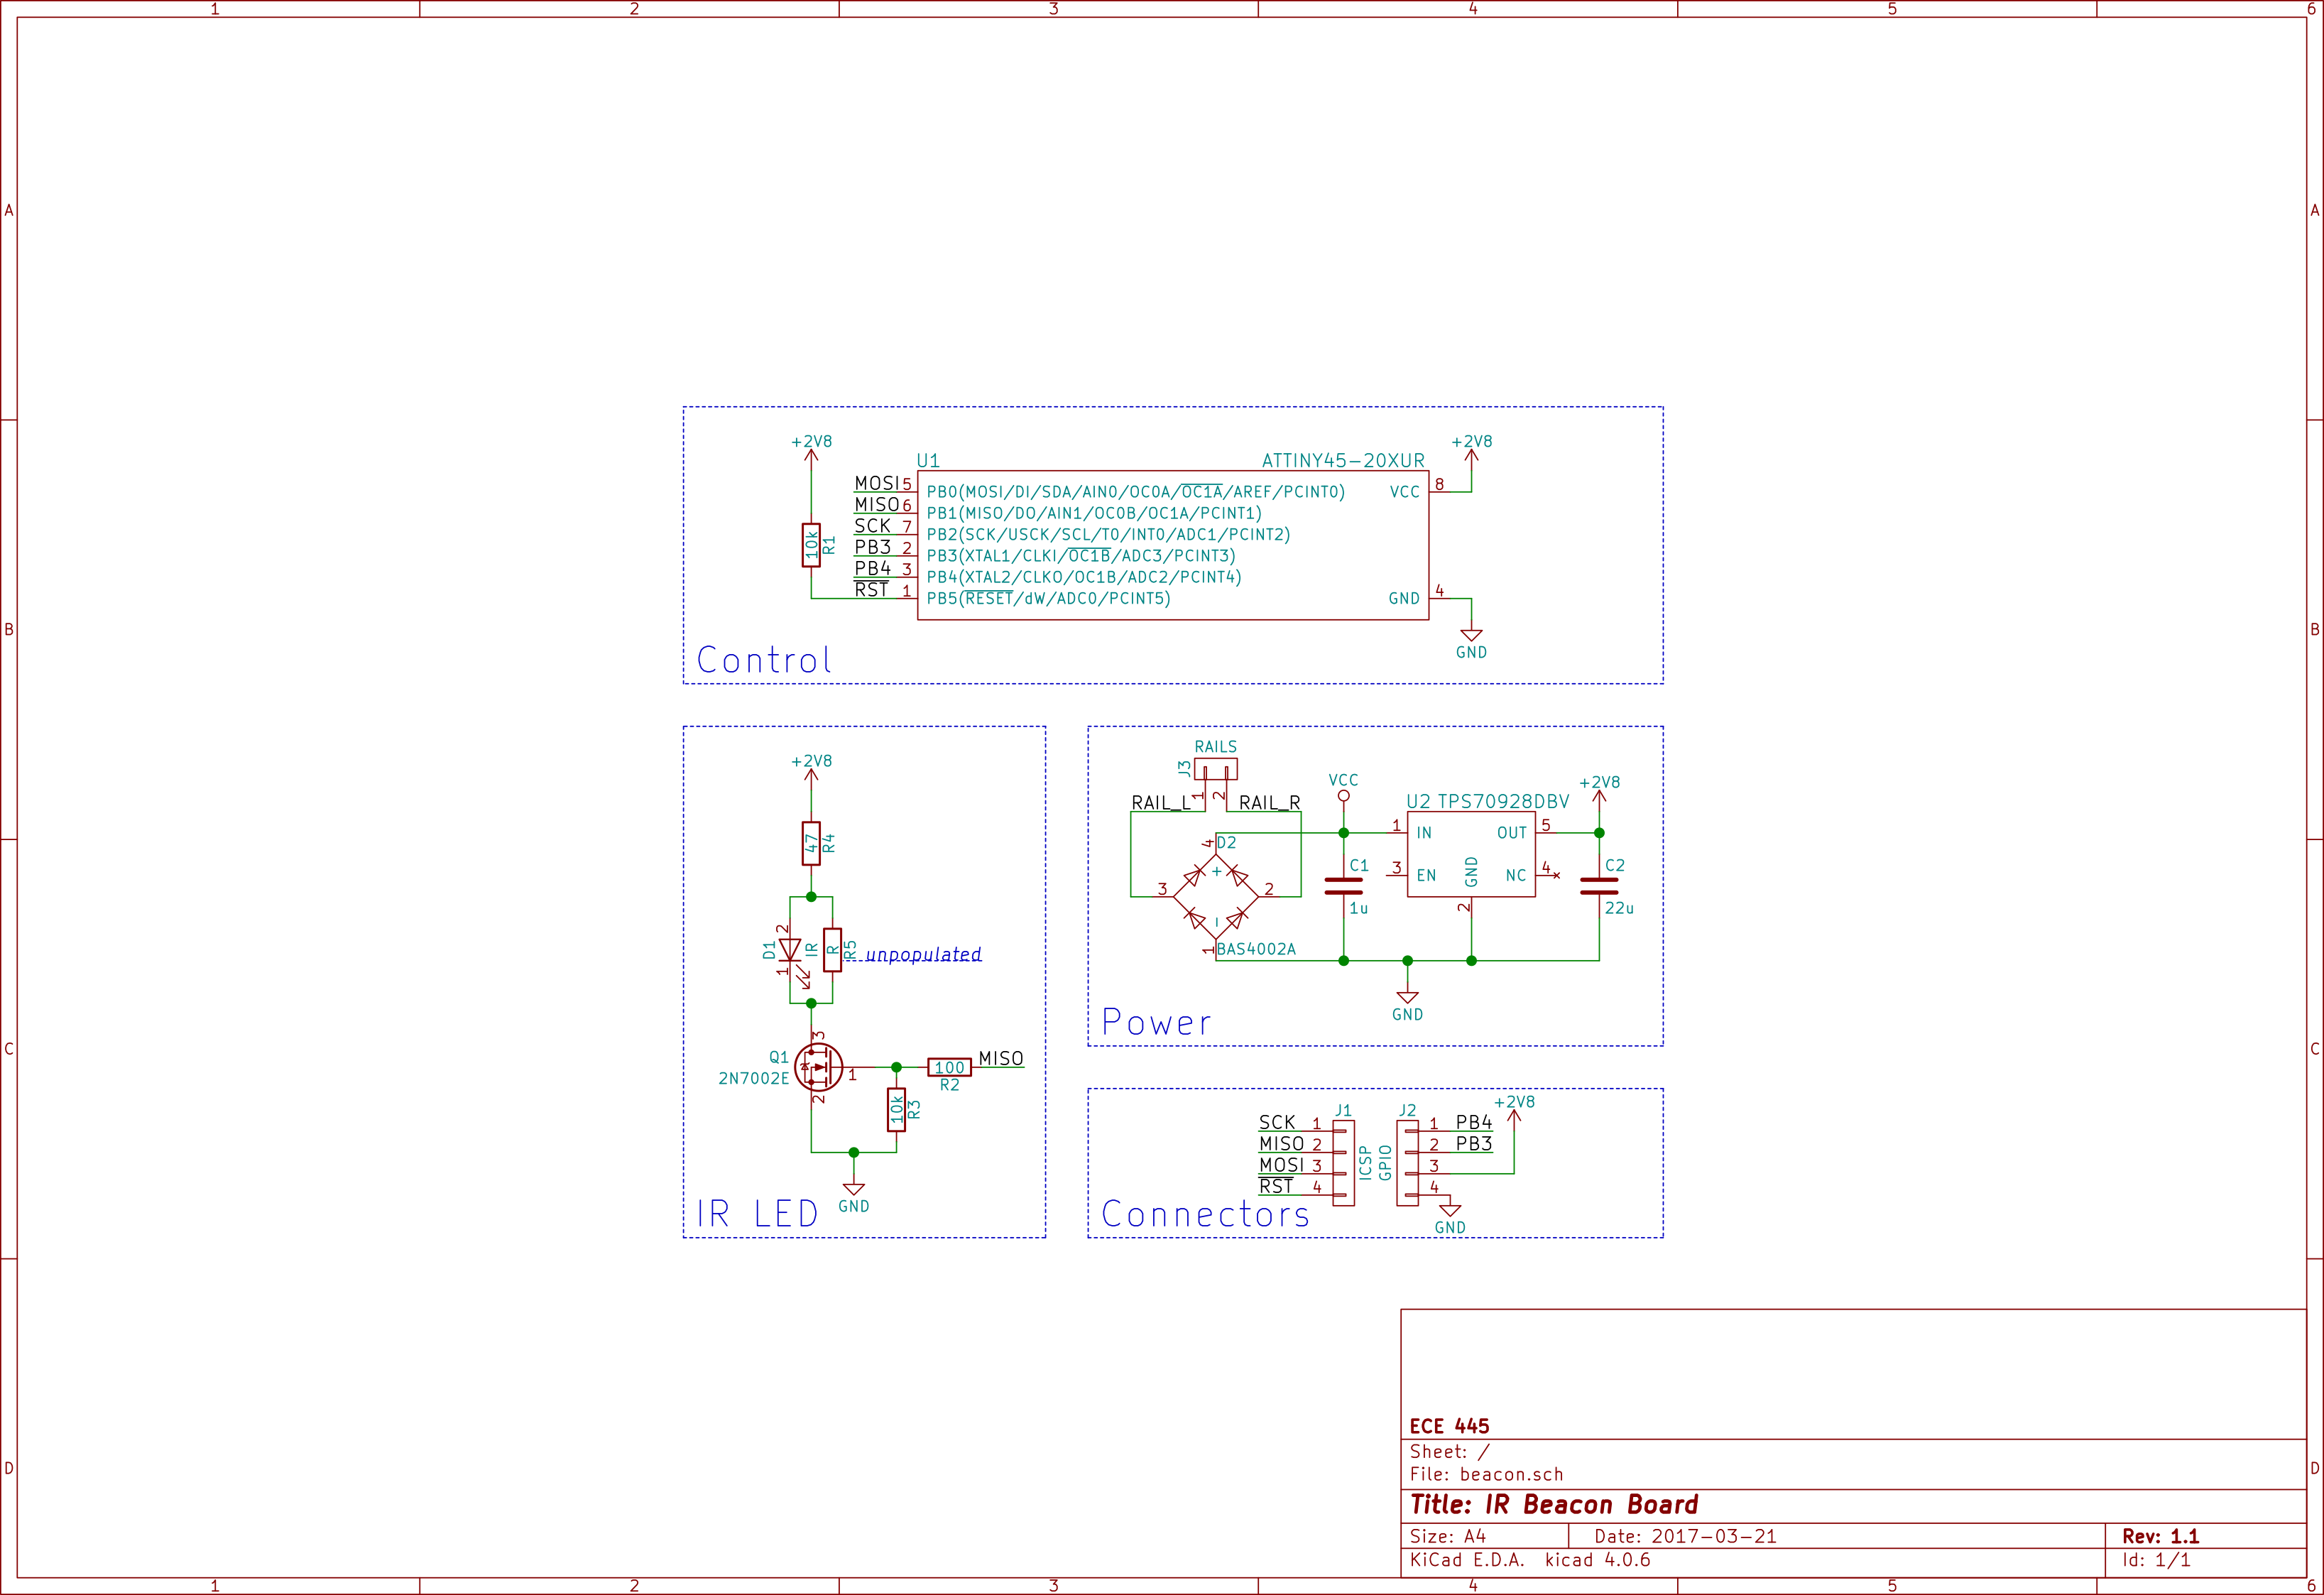 1 2 3 4 5 6
A A
+2V8 +2V8
U1 ATTINY45-20XUR
MOSI 5 PB0(MOSI/DI/SDA/AIN0/OC0A/OC1A/AREF/PCINT0) VCC 8
MISO 6 PB1(MISO/DO/AIN1/OC0B/OC1A/PCINT1)
SCK 7 PB2(SCK/USCK/SCL/T0/INT0/ADC1/PCINT2)
10k R1
PB3 2 PB3(XTAL1/CLKI/OC1B/ADC3/PCINT3)
PB4 3 PB4(XTAL2/CLKO/OC1B/ADC2/PCINT4)
RST 1 PB5(RESET/dW/ADC0/PCINT5) GND 4
B B
GND
Control
+2V8
47 R4
2
D1 IR R R5
unpopulated
1
3
Q1
2N7002E
1
100
R2
MISO
2
10k R3
GND
IR LED
RAILS
J3
1 2
RAIL_L RAIL_R
VCC
+2V8
U2 TPS70928DBV
1 IN OUT 5
3 EN GND NC 4
2
4 D2
+
3 2
-
1 BAS4002A
C1
1u
C2
22u
GND
Power
C C
+2V8
J1 J2
SCK 1 1 PB4
MISO 2 2 PB3
MOSI 3 3
RST 4 4
ICSP GPIO
GND
Connectors
ECE 445
Sheet: /
File: beacon.sch
D D
Title: IR Beacon Board
Size: A4 Date: 2017-03-21 Rev: 1.1
KiCad E.D.A. kicad 4.0.6 Id: 1/1
1 2 3 4 5 6